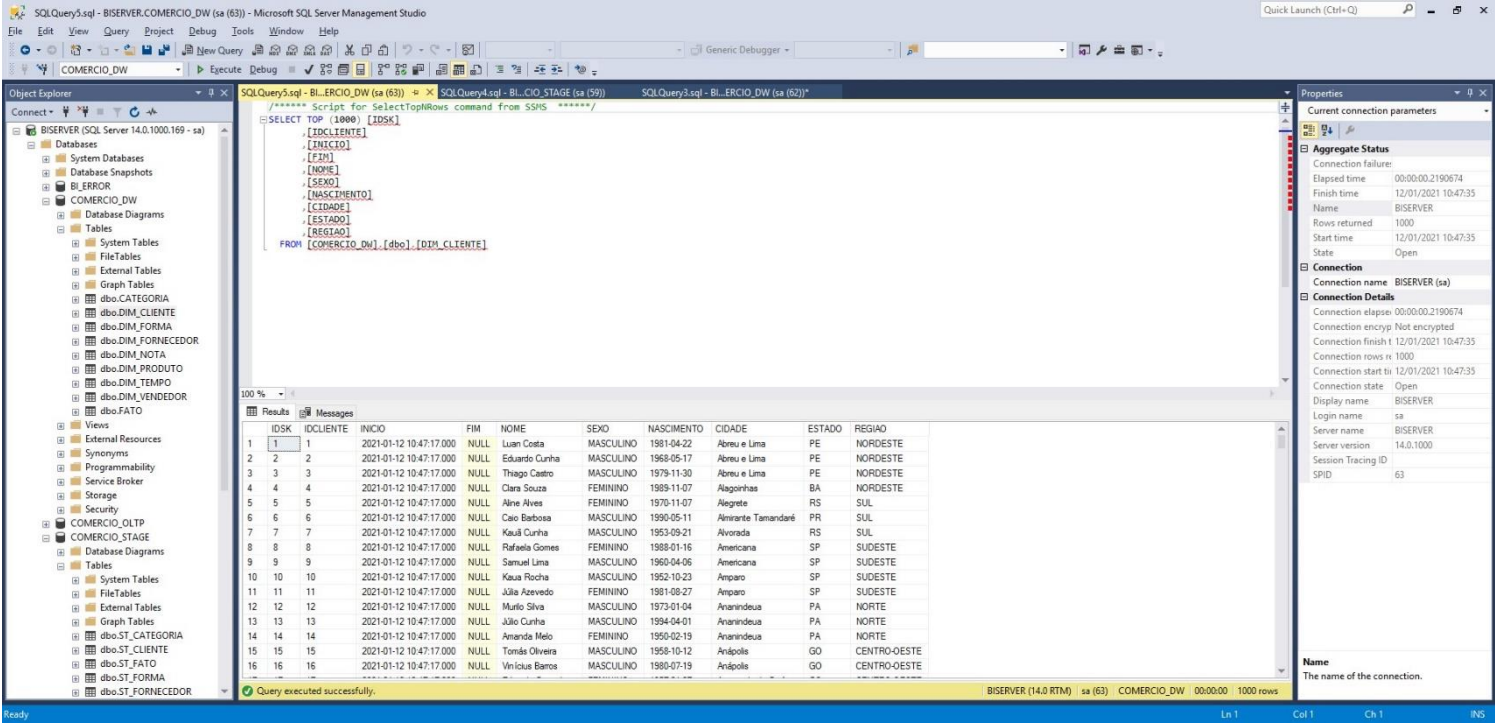 SQLQuery5.sql - BISERVER.COMERCIO_DW (sa (63)) - Microsoft SQL Server Management Studio
Quick Launch (Ctrl+Q)
File Edit View Query Project Debug Tools Window Help
New Query
Generic Debugger
COMERCIO_DW
Execute Debug
Object Explorer
Connect
BISERVER (SQL Server 14.0.1000.169 - sa)
Databases
System Databases
Database Snapshots
BI_ERROR
COMERCIO_DW
Database Diagrams
Tables
System Tables
FileTables
External Tables
Graph Tables
dbo.CATEGORIA
dbo.DIM_CLIENTE
dbo.DIM_FORMA
dbo.DIM_FORNECEDOR
dbo.DIM_NOTA
dbo.DIM_PRODUTO
dbo.DIM_TEMPO
dbo.DIM_VENDEDOR
dbo.FATO
Views
External Resources
Synonyms
Programmability
Service Broker
Storage
Security
COMERCIO_OLTP
COMERCIO_STAGE
Database Diagrams
Tables
System Tables
FileTables
External Tables
Graph Tables
dbo.ST_CATEGORIA
dbo.ST_CLIENTE
dbo.ST_FATO
dbo.ST_FORMA
dbo.ST_FORNECEDOR
SQLQuery5.sql - BI...ERCIO_DW (sa (63)) SQLQuery4.sql - BI...CIO_STAGE (sa (59)) SQLQuery3.sql - BI...ERCIO_DW (sa (62))*
/****** Script for SelectTopNRows command from SSMS ******/
SELECT TOP (1000) [IDSK]
,[IDCLIENTE]
,[INICIO]
,[FIM]
,[NOME]
,[SEXO]
,[NASCIMENTO]
,[CIDADE]
,[ESTADO]
,[REGIAO]
FROM [COMERCIO_DW].[dbo].[DIM_CLIENTE]
100 %
Results Messages
IDSK IDCLIENTE INICIO FIM NOME SEXO NASCIMENTO CIDADE ESTADO REGIAO
1 1 1 2021-01-12 10:47:17.000 NULL Luan Costa MASCULINO 1981-04-22 Abreu e Lima PE NORDESTE
2 2 2 2021-01-12 10:47:17.000 NULL Eduardo Cunha MASCULINO 1968-05-17 Abreu e Lima PE NORDESTE
3 3 3 2021-01-12 10:47:17.000 NULL Thiago Castro MASCULINO 1979-11-30 Abreu e Lima PE NORDESTE
4 4 4 2021-01-12 10:47:17.000 NULL Clara Souza FEMININO 1989-11-07 Alagoinhas BA NORDESTE
5 5 5 2021-01-12 10:47:17.000 NULL Aline Alves FEMININO 1970-11-07 Alegrete RS SUL
6 6 6 2021-01-12 10:47:17.000 NULL Caio Barbosa MASCULINO 1990-05-11 Almirante Tamandaré PR SUL
7 7 7 2021-01-12 10:47:17.000 NULL Kauã Cunha MASCULINO 1953-09-21 Alvorada RS SUL
8 8 8 2021-01-12 10:47:17.000 NULL Rafaela Gomes FEMININO 1988-01-16 Americana SP SUDESTE
9 9 9 2021-01-12 10:47:17.000 NULL Samuel Lima MASCULINO 1960-04-06 Americana SP SUDESTE
10 10 10 2021-01-12 10:47:17.000 NULL Kaua Rocha MASCULINO 1952-10-23 Amparo SP SUDESTE
11 11 11 2021-01-12 10:47:17.000 NULL Júlia Azevedo FEMININO 1981-08-27 Amparo SP SUDESTE
12 12 12 2021-01-12 10:47:17.000 NULL Murilo Silva MASCULINO 1973-01-04 Ananindeua PA NORTE
13 13 13 2021-01-12 10:47:17.000 NULL Júlio Cunha MASCULINO 1994-04-01 Ananindeua PA NORTE
14 14 14 2021-01-12 10:47:17.000 NULL Amanda Melo FEMININO 1950-02-19 Ananindeua PA NORTE
15 15 15 2021-01-12 10:47:17.000 NULL Tomás Oliveira MASCULINO 1958-10-12 Anápolis GO CENTRO-OESTE
16 16 16 2021-01-12 10:47:17.000 NULL Vinícius Barros MASCULINO 1980-07-19 Anápolis GO CENTRO-OESTE
Query executed successfully.
BISERVER (14.0 RTM) sa (63) COMERCIO_DW 00:00:00 1000 rows
Properties
Current connection parameters
Aggregate Status
Connection failure:
Elapsed time 00:00:00.2190674
Finish time 12/01/2021 10:47:35
Name BISERVER
Rows returned 1000
Start time 12/01/2021 10:47:35
State Open
Connection
Connection name BISERVER (sa)
Connection Details
Connection elapse 00:00:00.2190674
Connection encryp Not encrypted
Connection finish t 12/01/2021 10:47:35
Connection rows re 1000
Connection start ti 12/01/2021 10:47:35
Connection state Open
Display name BISERVER
Login name sa
Server name BISERVER
Server version 14.0.1000
Session Tracing ID
SPID 63
Name
The name of the connection.
Ready
Ln 1 Col 1 Ch 1 INS